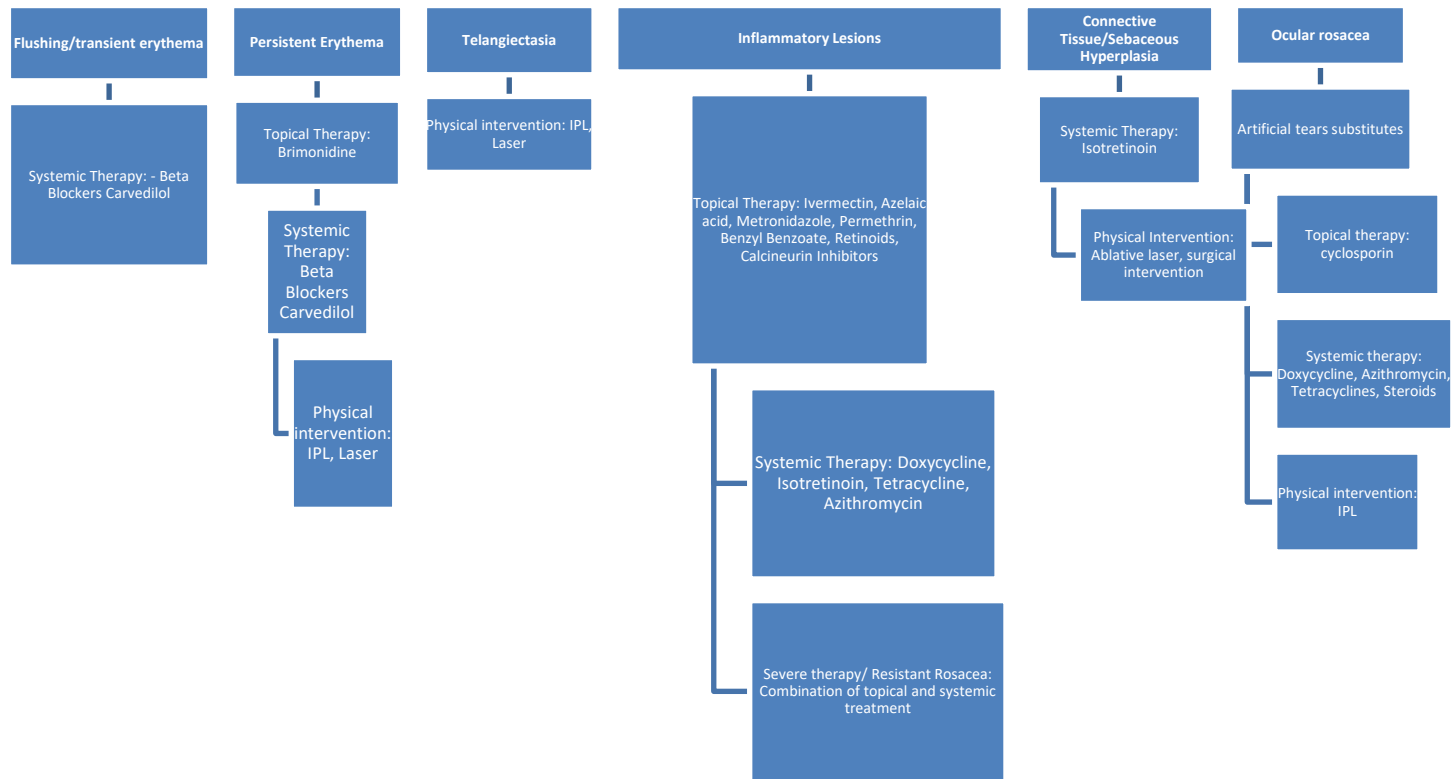 Flushing/transient erythema
Systemic Therapy: - Beta
Blockers Carvedilol
Persistent Erythema
Topical Therapy:
Brimonidine
Systemic
Therapy:
Beta
Blockers
Carvedilol
Physical
intervention:
IPL, Laser
Telangiectasia
Physical intervention: IPL,
Laser
Inflammatory Lesions
Topical Therapy: Ivermectin, Azelaic
acid, Metronidazole, Permethrin,
Benzyl Benzoate, Retinoids,
Calcineurin Inhibitors
Systemic Therapy: Doxycycline,
Isotretinoin, Tetracycline,
Azithromycin
Severe therapy/ Resistant Rosacea:
Combination of topical and systemic
treatment
Connective
Tissue/Sebaceous
Hyperplasia
Systemic Therapy:
Isotretinoin
Physical Intervention:
Ablative laser, surgical
intervention
Ocular rosacea
Artificial tears substitutes
Topical therapy:
cyclosporin
Systemic therapy:
Doxycycline, Azithromycin,
Tetracyclines, Steroids
Physical intervention:
IPL